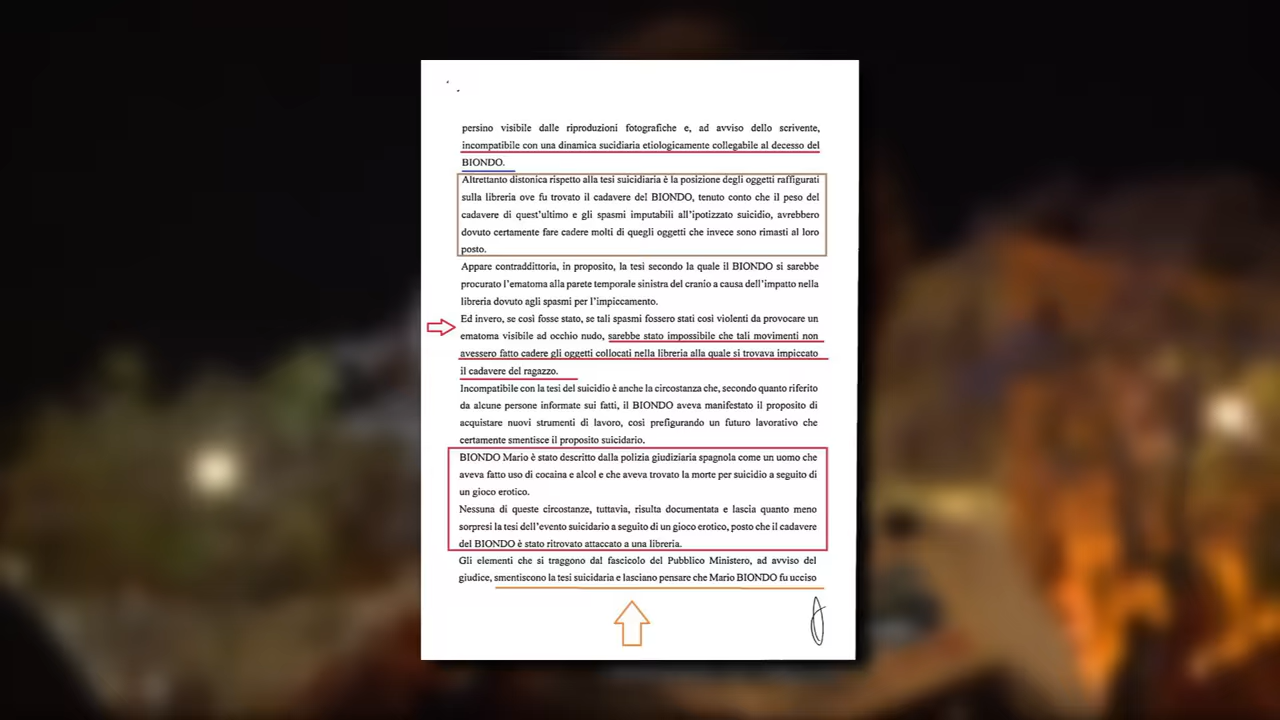 persino visibile dalle riproduzioni fotografiche e, ad avviso dello scrivente,
incompatibile con una dinamica sucidiaria etiologicamente collegabile al decesso del
BIONDO.
Altrettanto distonica rispetto alla tesi suicidiaria è la posizione degli oggetti raffigurati
sulla libreria ove fu trovato il cadavere del BIONDO, tenuto conto che il peso del
cadavere di quest'ultimo e gli spasmi imputabili all'ipotizzato suicidio, avrebbero
dovuto certamente fare cadere molti di quegli oggetti che invece sono rimasti al loro
posto.
Appare contraddittoria, in proposito, la tesi secondo la quale il BIONDO si sarebbe
procurato l'ematoma alla parete temporale sinistra del cranio a causa dell'impatto nella
libreria dovuto agli spasmi per l'impiccamento.
Ed invero, se così fosse stato, se tali spasmi fossero stati così violenti da provocare un
ematoma visibile ad occhio nudo, sarebbe stato impossibile che tali movimenti non
avessero fatto cadere gli oggetti collocati nella libreria alla quale si trovava impiccato
il cadavere del ragazzo.
Incompatibile con la tesi del suicidio è anche la circostanza che, secondo quanto riferito
da alcune persone informate sui fatti, il BIONDO aveva manifestato il proposito di
acquistare nuovi strumenti di lavoro, così prefigurando un futuro lavorativo che
certamente smentisce il proposito suicidario.
BIONDO Mario è stato descritto dalla polizia giudiziaria spagnola come un uomo che
aveva fatto uso di cocaina e alcol e che aveva trovato la morte per suicidio a seguito di
un gioco erotico.
Nessuna di queste circostanze, tuttavia, risulta documentata e lascia quanto meno
sorpresi la tesi dell'evento suicidario a seguito di un gioco erotico, posto che il cadavere
del BIONDO è stato ritrovato attaccato a una libreria.
Gli elementi che si traggono dal fascicolo del Pubblico Ministero, ad avviso del
giudice, smentiscono la tesi suicidaria e lasciano pensare che Mario BIONDO fu ucciso